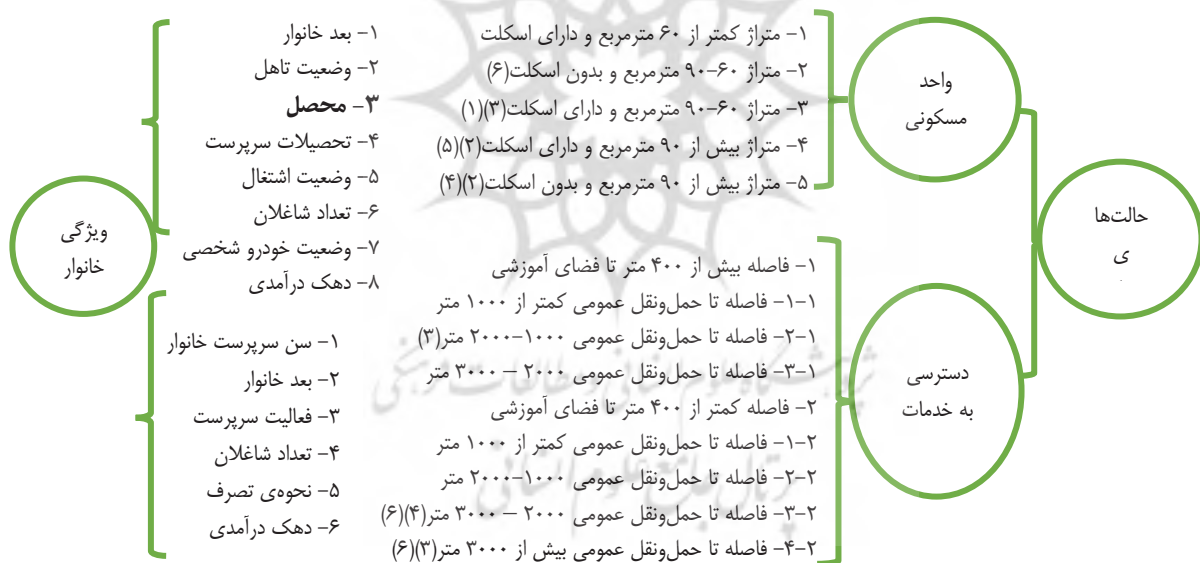 حالت‌ها
ی
واحد
مسکونی
۱- متراژ کمتر از ۶۰ مترمربع و دارای اسکلت
۲- متراژ ۶۰-۹۰ مترمربع و بدون اسکلت(۶)
۳- متراژ ۶۰-۹۰ مترمربع و دارای اسکلت(۳)(۱)
۴- متراژ بیش از ۹۰ مترمربع و دارای اسکلت(۲)(۵)
۵- متراژ بیش از ۹۰ مترمربع و بدون اسکلت(۲)(۴)
دسترسی
به خدمات
۱- فاصله بیش از ۴۰۰ متر تا فضای آموزشی
۱-۱- فاصله تا حمل‌ونقل عمومی کمتر از ۱۰۰۰ متر
۱-۲- فاصله تا حمل‌ونقل عمومی ۱۰۰۰-۲۰۰۰ متر(۳)
۱-۳- فاصله تا حمل‌ونقل عمومی ۲۰۰۰ – ۳۰۰۰ متر
۲- فاصله کمتر از ۴۰۰ متر تا فضای آموزشی
۲-۱- فاصله تا حمل‌ونقل عمومی کمتر از ۱۰۰۰ متر
۲-۲- فاصله تا حمل‌ونقل عمومی ۱۰۰۰-۲۰۰۰ متر
۲-۳- فاصله تا حمل‌ونقل عمومی ۲۰۰۰ – ۳۰۰۰ متر(۴)(۶)
۲-۴- فاصله تا حمل‌ونقل عمومی بیش از ۳۰۰۰ متر(۳)(۶)
۱- بعد خانوار
۲- وضعیت تاهل
۳- محصل
۴- تحصیلات سرپرست
۵- وضعیت اشتغال
۶- تعداد شاغلان
۷- وضعیت خودرو شخصی
۸- دهک درآمدی
۱- سن سرپرست خانوار
۲- بعد خانوار
۳- فعالیت سرپرست
۴- تعداد شاغلان
۵- نحوه‌ی تصرف
۶- دهک درآمدی
ویژگی
خانوار
پژوهشگاه علوم انسانی و مطالعات فرهنگی
پرتال جامع علوم انسانی